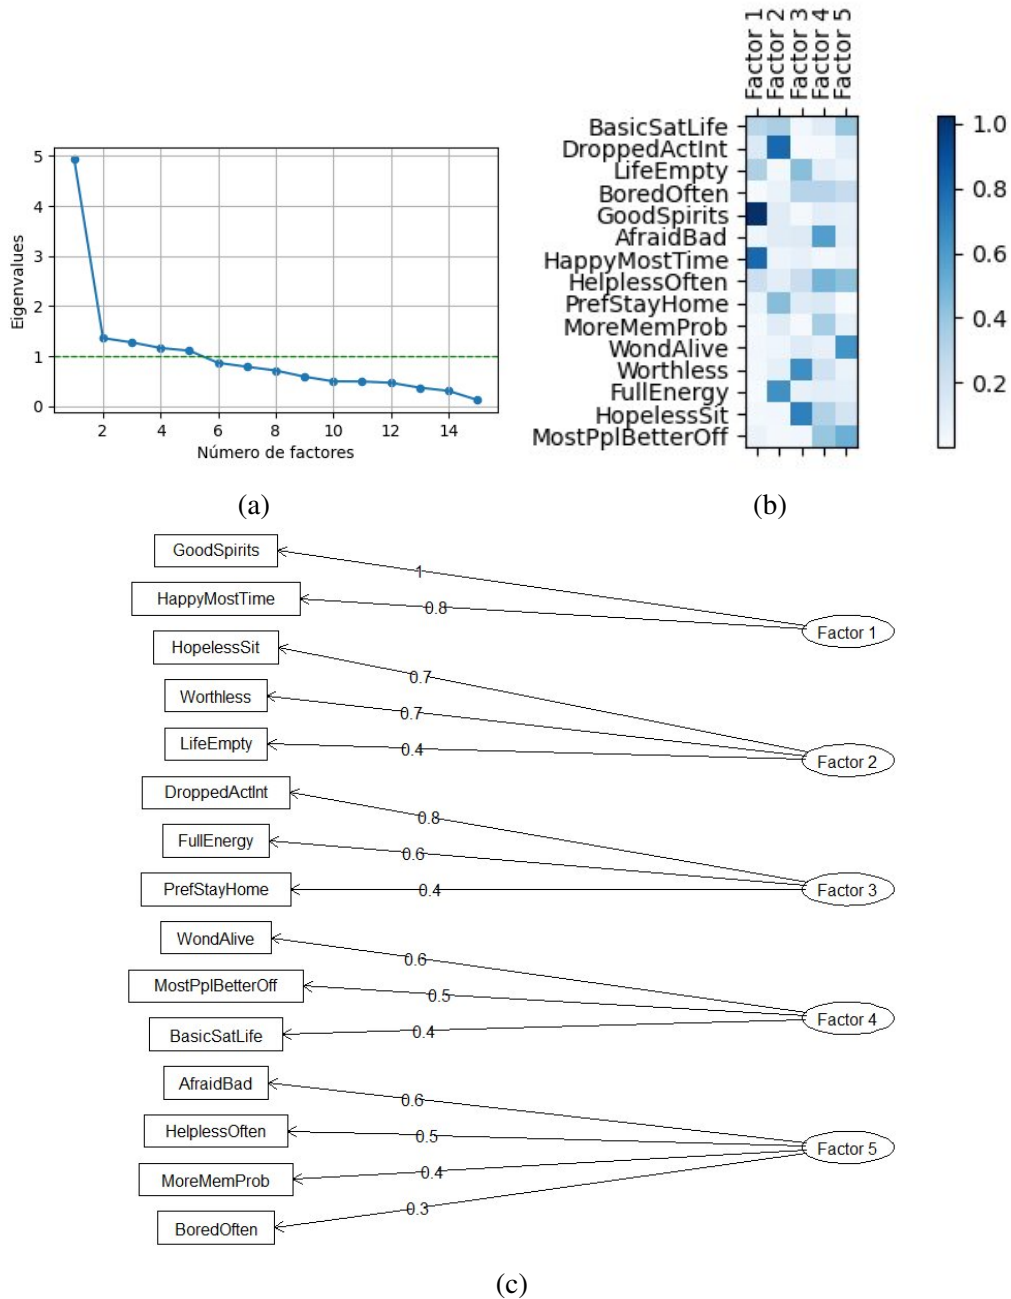 5
4
3
2
1
0
Eigenvalues
2
4
6
8
10
12
14
Número de factores
(a)
Factor 1
Factor 2
Factor 3
Factor 4
Factor 5
BasicSatLife
DroppedActInt
LifeEmpty
BoredOften
GoodSpirits
AfraidBad
HappyMostTime
HelplessOften
PrefStayHome
MoreMemProb
WondAlive
Worthless
FullEnergy
HopelessSit
MostPplBetterOff
1.0
0.8
0.6
0.4
0.2
(b)
GoodSpirits
1
HappyMostTime
0.8
Factor 1
HopelessSit
0.7
Worthless
0.7
LifeEmpty
0.4
Factor 2
DroppedActInt
0.8
FullEnergy
0.6
PrefStayHome
0.4
Factor 3
WondAlive
0.6
MostPplBetterOff
0.5
BasicSatLife
0.4
Factor 4
AfraidBad
0.6
HelplessOften
0.5
MoreMemProb
0.4
BoredOften
0.3
Factor 5
(c)